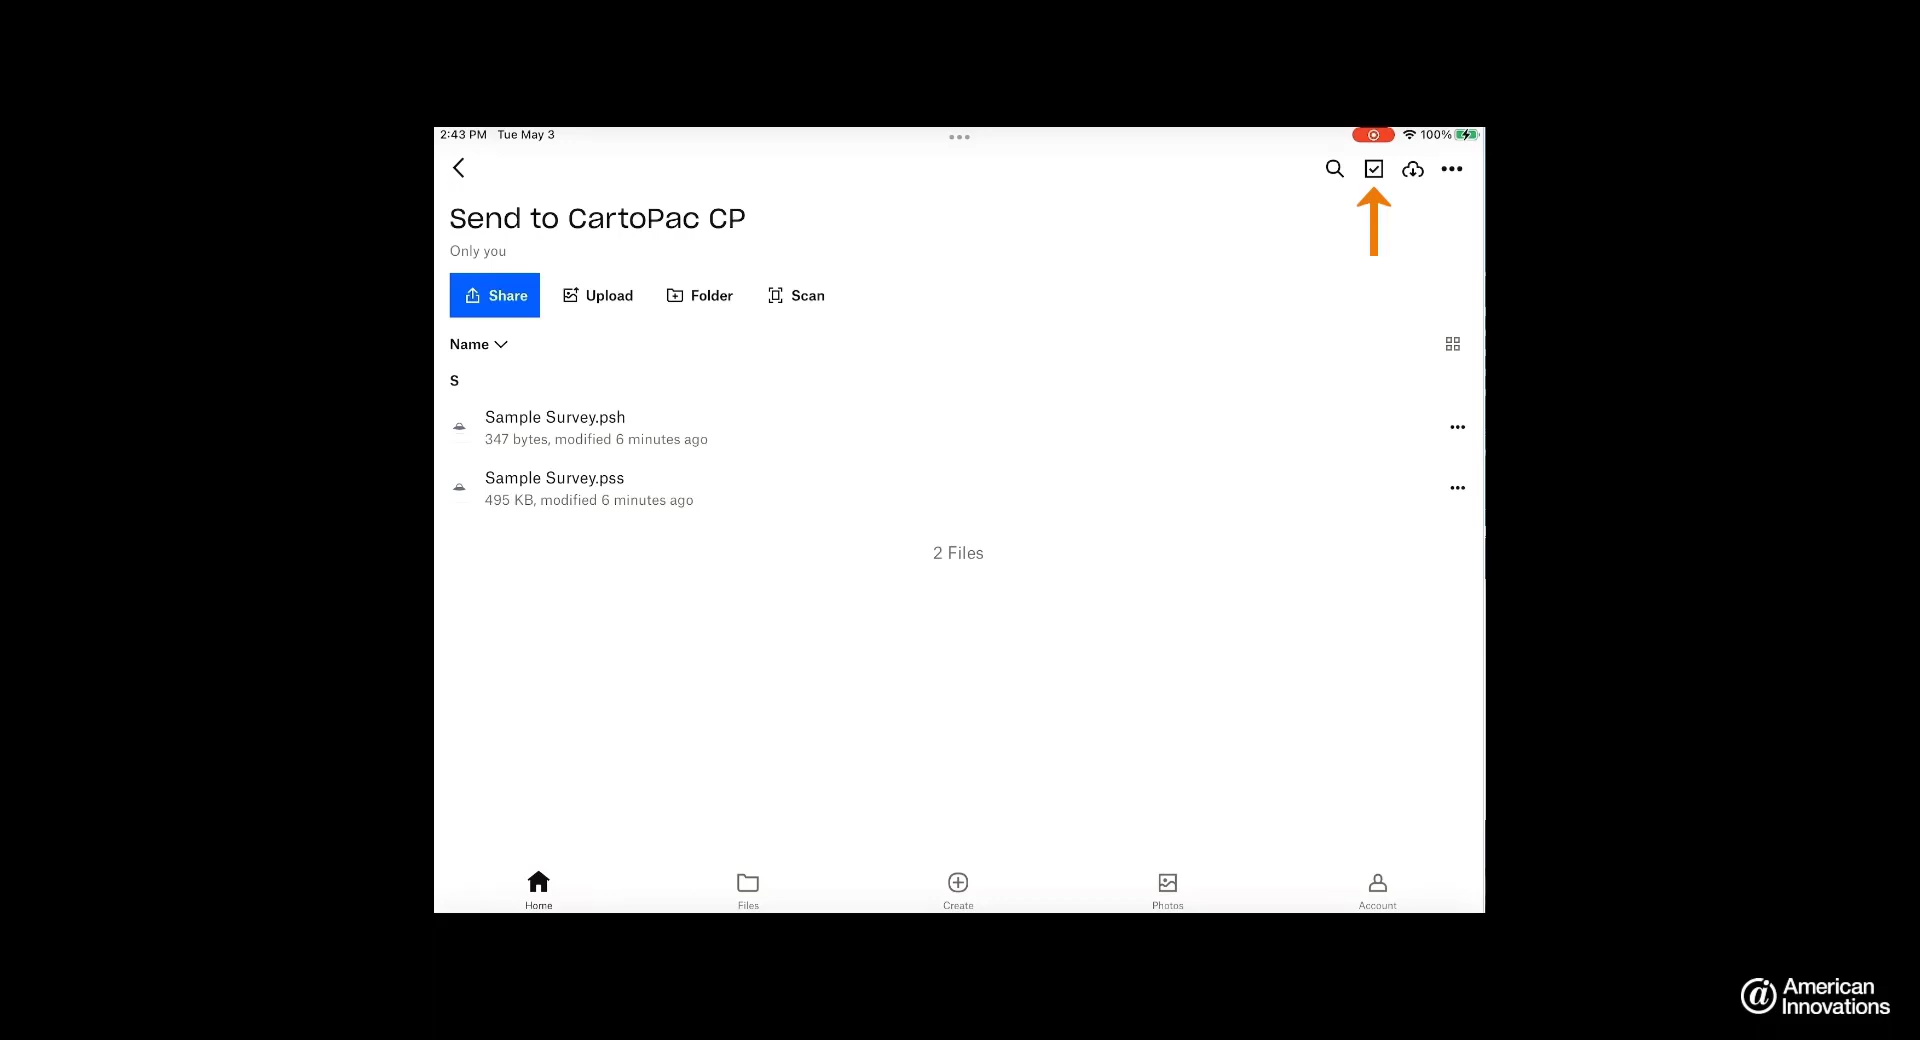 2:43 PM Tue May 3
100%
Send to CartoPac CP
Only you
Share
Upload
Folder
Scan
Name
S
Sample Survey.psh
347 bytes, modified 6 minutes ago
Sample Survey.pss
495 KB, modified 6 minutes ago
2 Files
Home
Files
Create
Photos
Account
American
Innovations